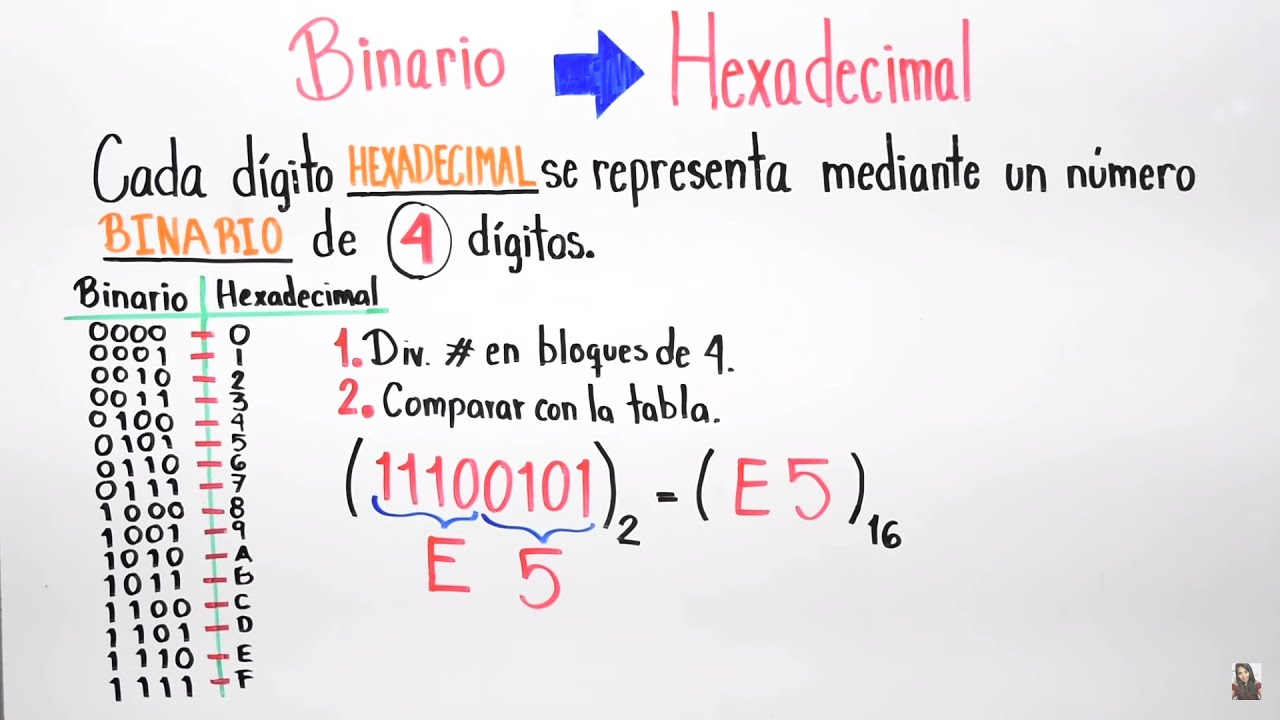 Binario Hexadecimal
Cada dígito HEXADECIMAL se representa mediante un número
BINARIO de 4 dígitos.
Binario Hexadecimal
0000 - 0
0001 - 1
0010 - 2
0011 - 3
0100 - 4
0101 - 5
0110 - 6
0111 - 7
1000 - 8
1001 - 9
1010 - A
1011 - B
1100 - C
1101 - D
1110 - E
1111 - F
1. Div. # en bloques de 4.
2. Comparar con la tabla.
(11100101)2 = (E5)16
E 5